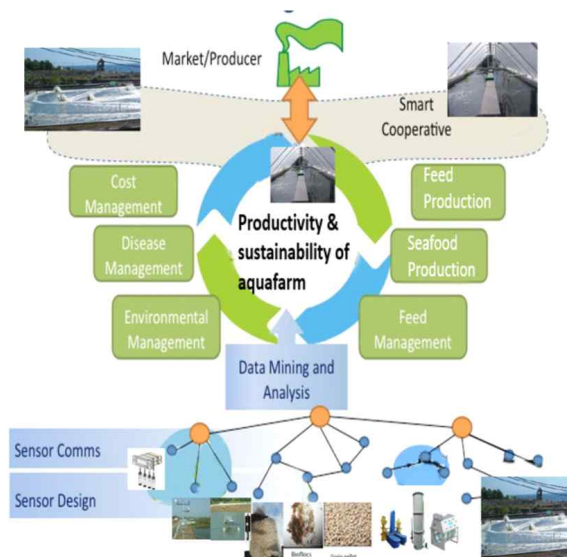 Market/Producer
Smart
Cooperative
Cost
Management
Feed
Production
Productivity &
sustainability of
aquafarm
Disease
Management
Seafood
Production
Environmental
Management
Feed
Management
Data Mining and
Analysis
Sensor Comms
Sensor Design
Bioflocs